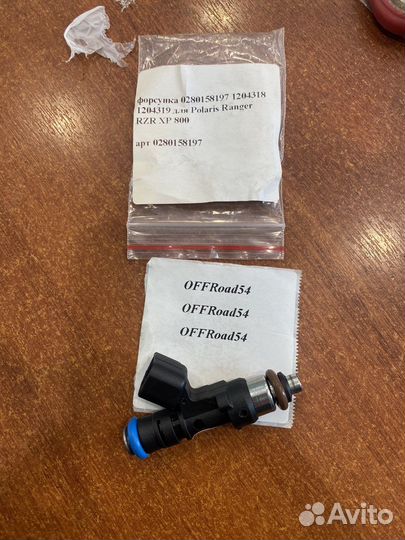 форсунка 0280158197 1204318
1204319 для Polaris Ranger
RZR XP 800
арт 0280158197
OFFRoad54
OFFRoad54
OFFRoad54
Avito